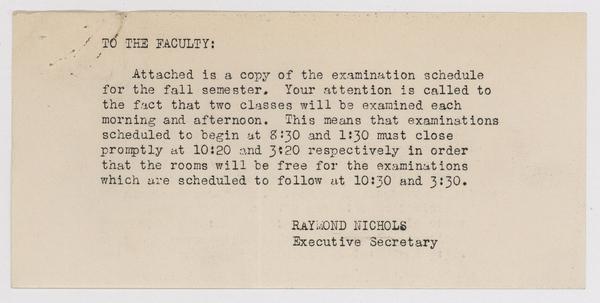 TO THE FACULTY:
Attached is a copy of the examination schedule
for the fall semester. Your attention is called to
the fact that two classes will be examined each
morning and afternoon. This means that examinations
scheduled to begin at 8:30 and 1:30 must close
promptly at 10:20 and 3:20 respectively in order
that the rooms will be free for the examinations
which are scheduled to follow at 10:30 and 3:30.
RAYMOND NICHOLS
Executive Secretary